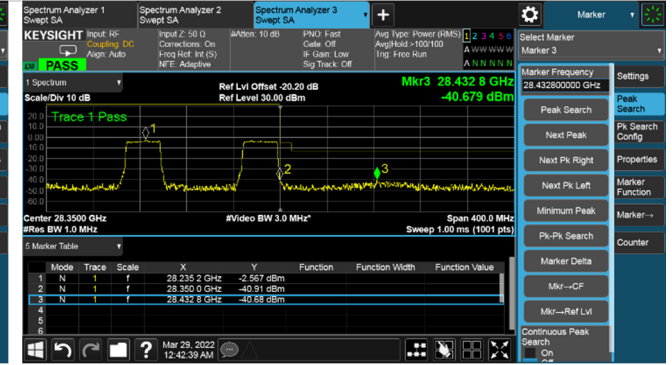 Spectrum Analyzer 1
Swept SA
Spectrum Analyzer 2
Swept SA
Spectrum Analyzer 3
Swept SA
Marker
KEYSIGHT
Input: RF
Coupling: DC
Align: Auto
Input Z: 50 Ω
Corrections: On
Freq Ref: Int (S)
NFE: Adaptive
#Atten: 10 dB
PNO: Fast
Gate: Off
IF Gain: Low
Sig Track: Off
Avg Type: Power (RMS)
Avg|Hold >100/100
Trig: Free Run
1 2 3 4 5 6
A W W W W W
A N N N N N
PASS
Select Marker
Marker 3
1 Spectrum
Scale/Div 10 dB
Ref Lvl Offset -20.20 dB
Ref Level 30.00 dBm
Mkr3 28.432 8 GHz
-40.679 dBm
Trace 1 Pass
20.0
10.0
0.00
-10.0
-20.0
-30.0
-40.0
-50.0
-60.0
1
2
3
Center 28.3500 GHz
#Res BW 1.0 MHz
#Video BW 3.0 MHz*
Span 400.0 MHz
Sweep 1.00 ms (1001 pts)
5 Marker Table
Mode Trace Scale X Y Function Function Width Function Value
1 N 1 f 28.235 2 GHz -2.567 dBm
2 N 1 f 28.350 0 GHz -40.91 dBm
3 N 1 f 28.432 8 GHz -40.68 dBm
4
5
6
Mar 29, 2022
12:42:39 AM
?
Marker Frequency
28.432800000 GHz
Peak Search
Next Peak
Next Pk Right
Next Pk Left
Minimum Peak
Pk-Pk Search
Marker Delta
Mkr→CF
Mkr→Ref Lvl
Continuous Peak
Search
On
Off
Settings
Peak
Search
Pk Search
Config
Properties
Marker
Function
Marker→
Counter